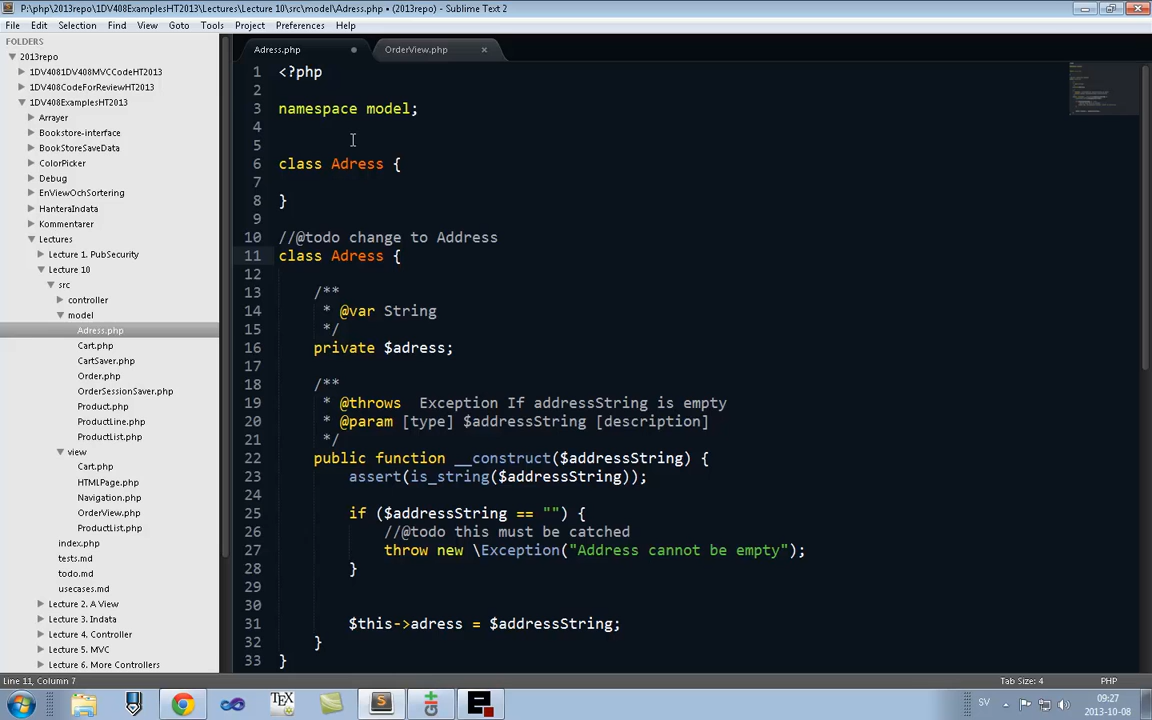 P:\php\2013repo\1DV408ExamplesHT2013\Lectures\Lecture 10\src\model\Adress.php • (2013repo) - Sublime Text 2
File Edit Selection Find View Goto Tools Project Preferences Help
FOLDERS
2013repo
1DV4081DV408MVCCodeHT2013
1DV408CodeForReviewHT2013
1DV408ExamplesHT2013
Arrayer
Bookstore-interface
BookStoreSaveData
ColorPicker
Debug
EnViewOchSortering
HanteraIndata
Kommentarer
Lectures
Lecture 1. PubSecurity
Lecture 10
src
controller
model
Adress.php
Cart.php
CartSaver.php
Order.php
OrderSessionSaver.php
Product.php
ProductLine.php
ProductList.php
view
Cart.php
HTMLPage.php
Navigation.php
OrderView.php
ProductList.php
index.php
tests.md
todo.md
usecases.md
Lecture 2. A View
Lecture 3. Indata
Lecture 4. Controller
Lecture 5. MVC
Lecture 6. More Controllers
Adress.php OrderView.php
1 <?php
2
3 namespace model;
4
5
6 class Adress {
7
8 }
9
10 //@todo change to Address
11 class Adress {
12
13 /**
14 * @var String
15 */
16 private $adress;
17
18 /**
19 * @throws Exception If addressString is empty
20 * @param [type] $addressString [description]
21 */
22 public function __construct($addressString) {
23 assert(is_string($addressString));
24
25 if ($addressString == "") {
26 //@todo this must be catched
27 throw new \Exception("Address cannot be empty");
28 }
29
30
31 $this->adress = $addressString;
32 }
33 }
Line 11, Column 7 Tab Size: 4 PHP
SV 09:27
2013-10-08